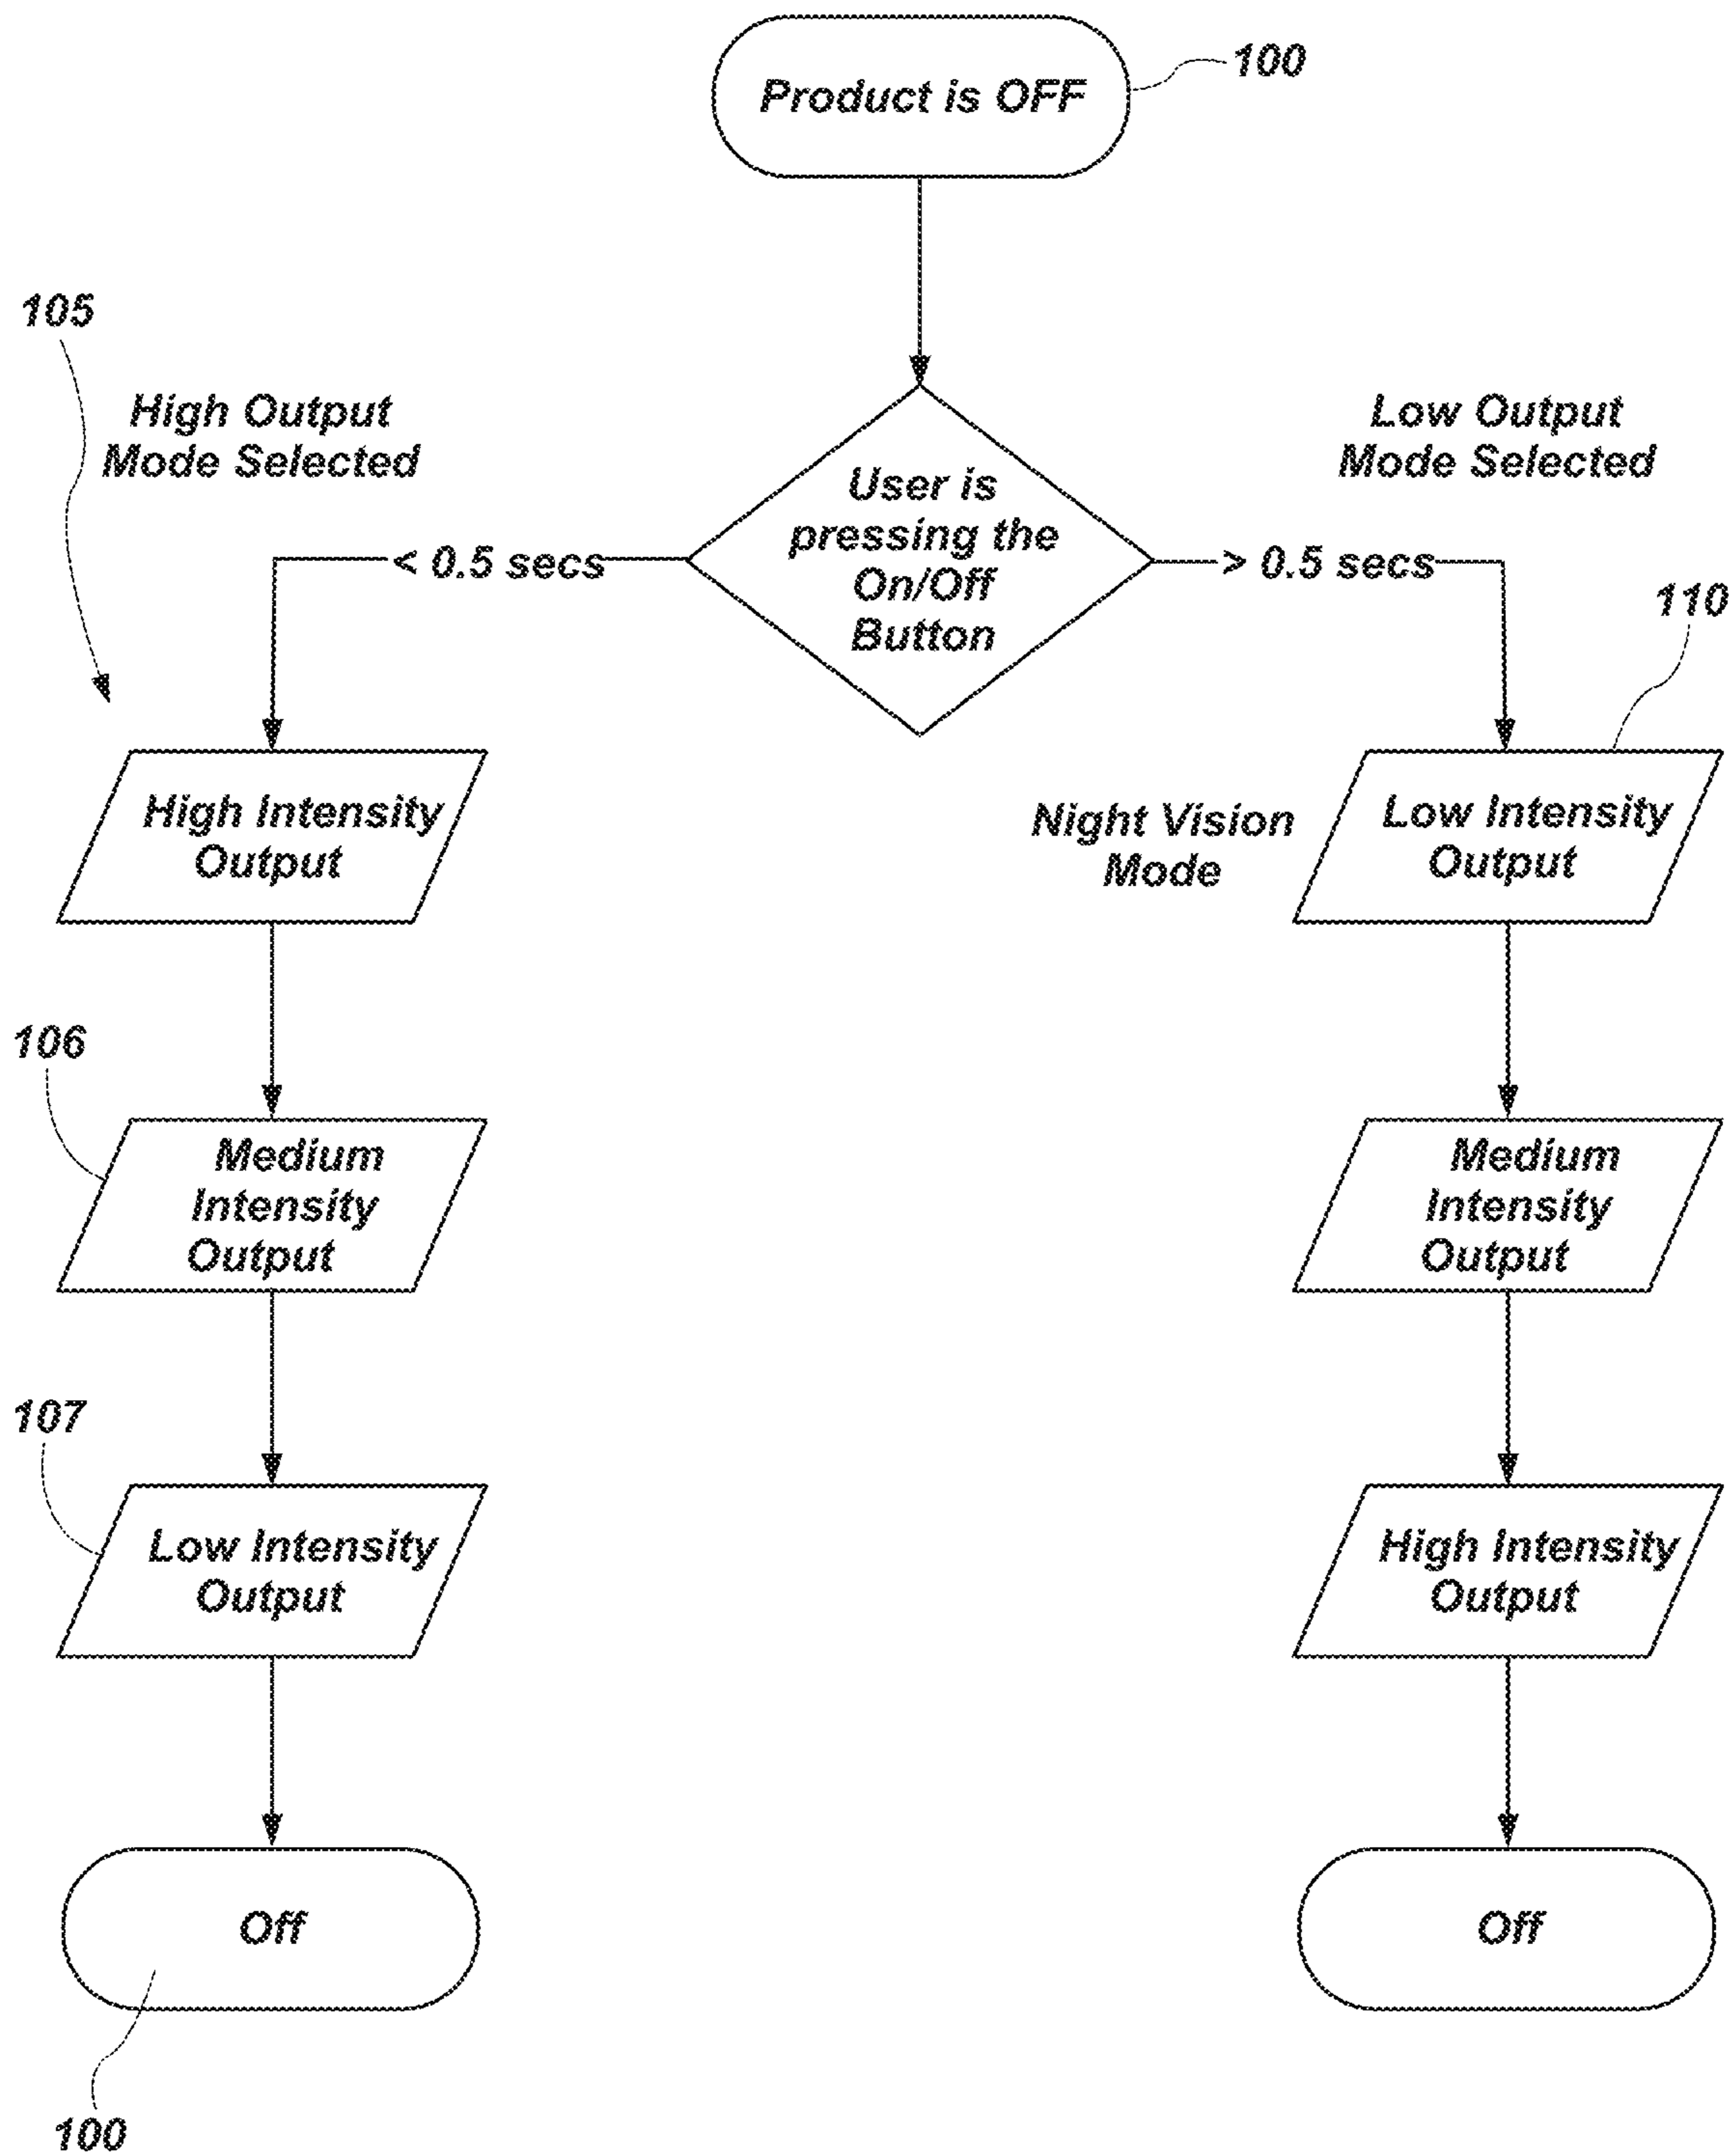 Product is OFF
100
105
High Output
Mode Selected
Low Output
Mode Selected
User is
pressing the
On/Off
Button
< 0.5 secs
> 0.5 secs
110
High Intensity
Output
Night Vision
Mode
Low Intensity
Output
106
Medium
Intensity
Output
Medium
Intensity
Output
107
Low Intensity
Output
High Intensity
Output
Off
Off
100